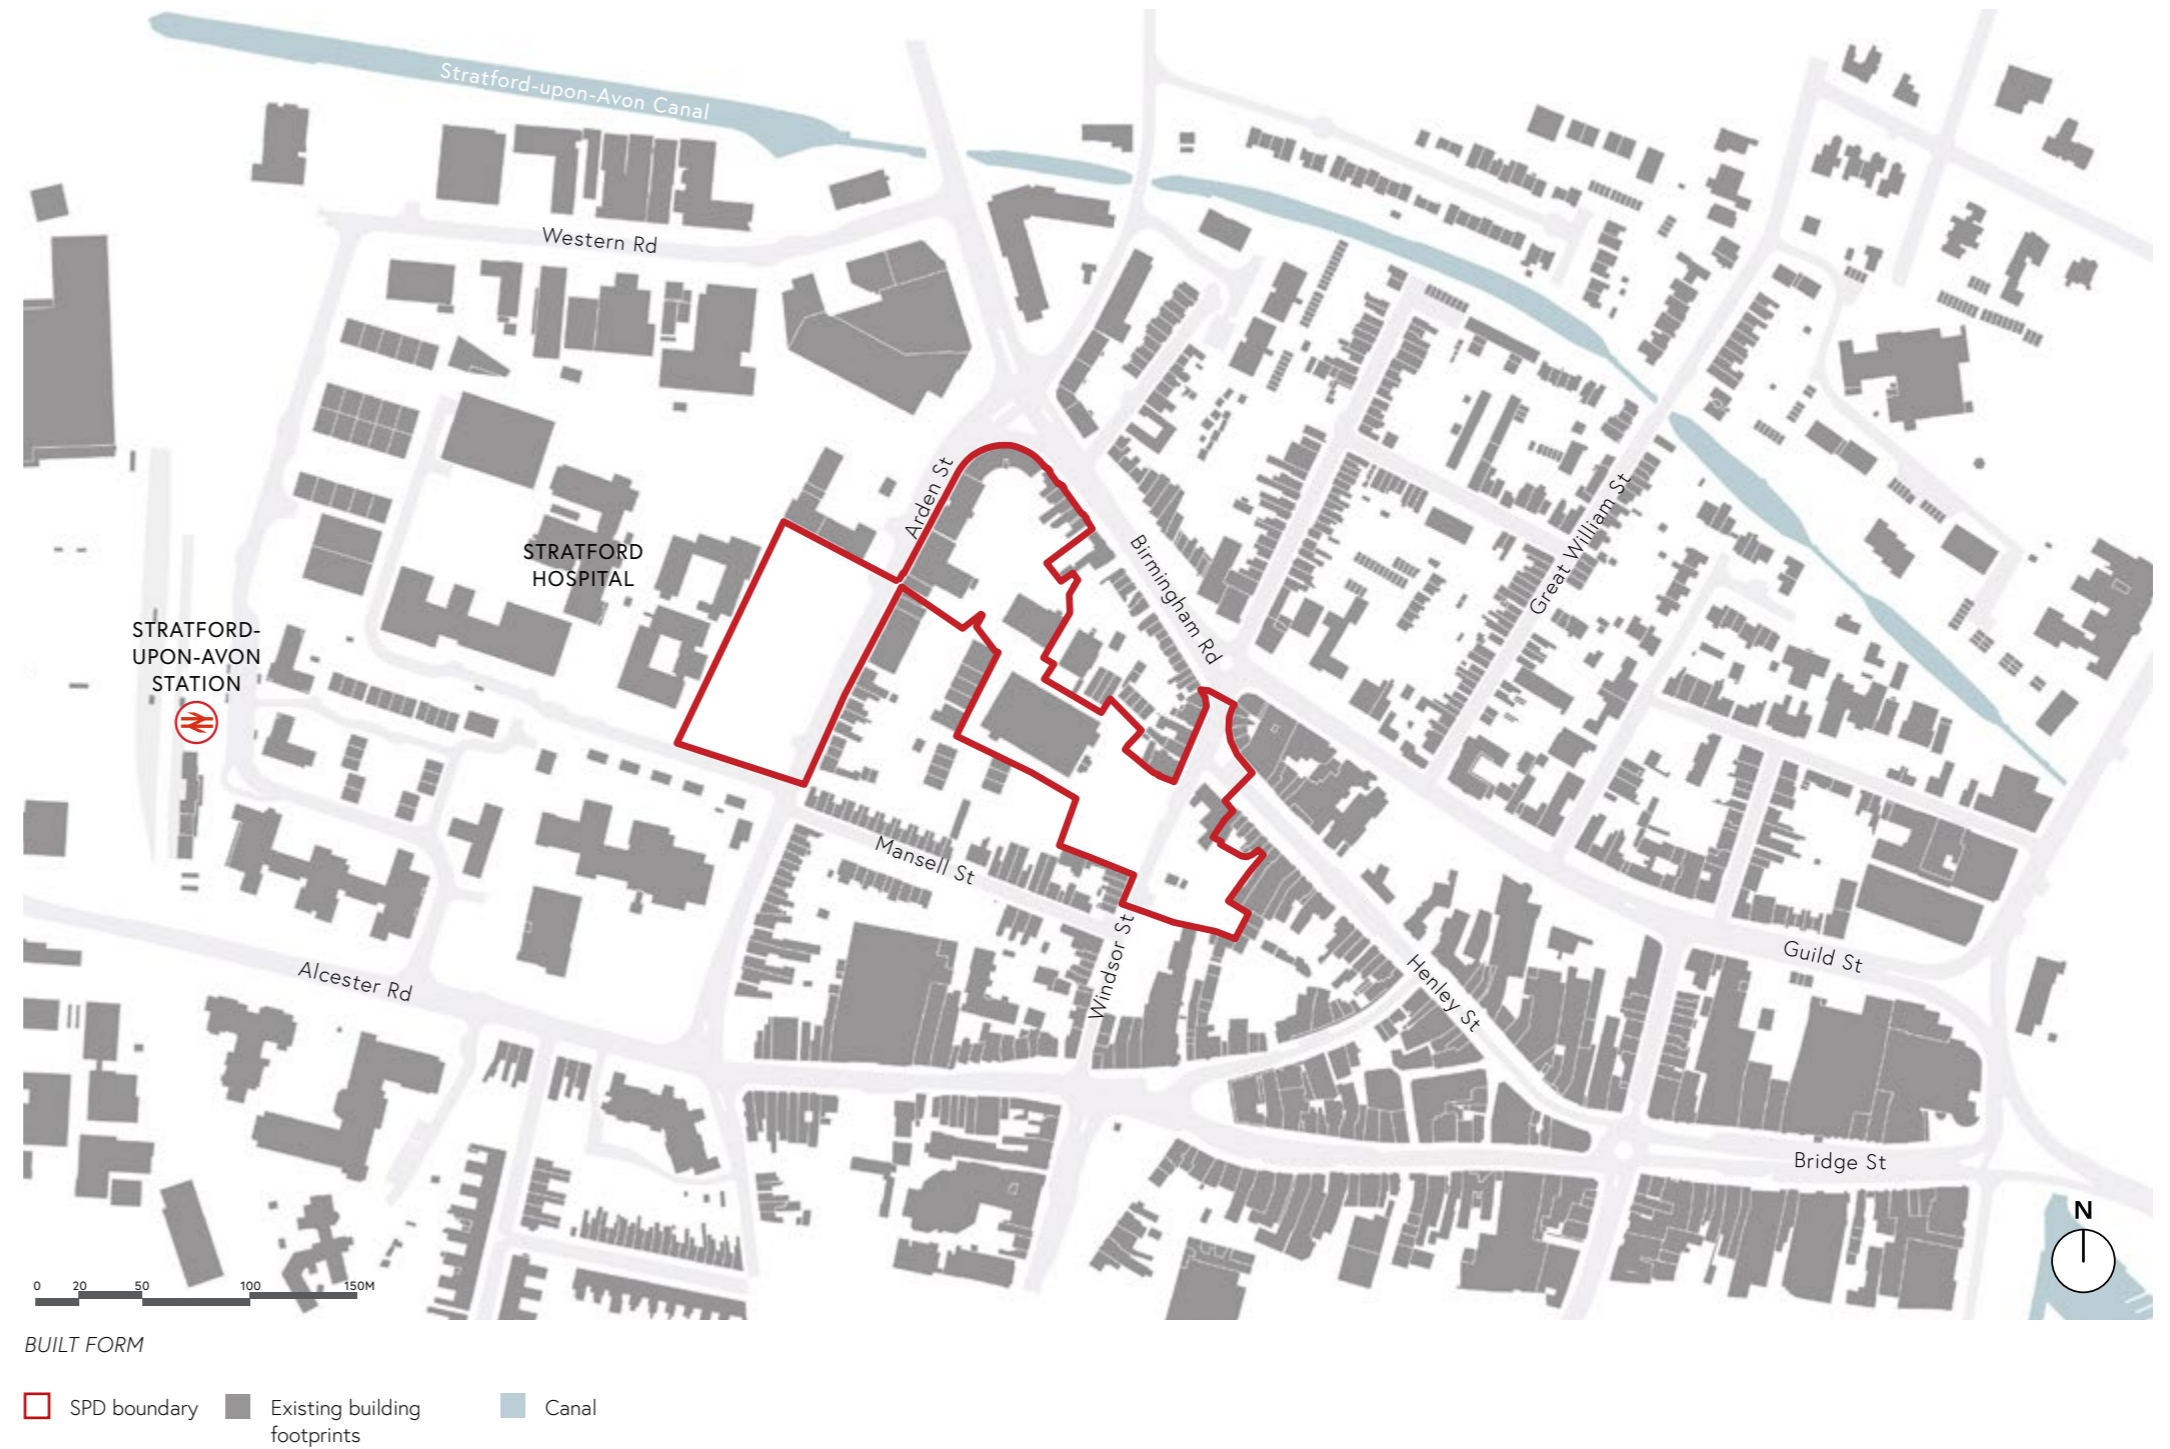 Stratford-upon-Avon Canal
Western Rd
Arden St
STRATFORD
HOSPITAL
Birmingham Rd
Great William St
STRATFORD-
UPON-AVON
STATION
Mansell St
Windsor St
Guild St
Henley St
Alcester Rd
Bridge St
N
0 20 50 100 150M
BUILT FORM
SPD boundary
Existing building
footprints
Canal